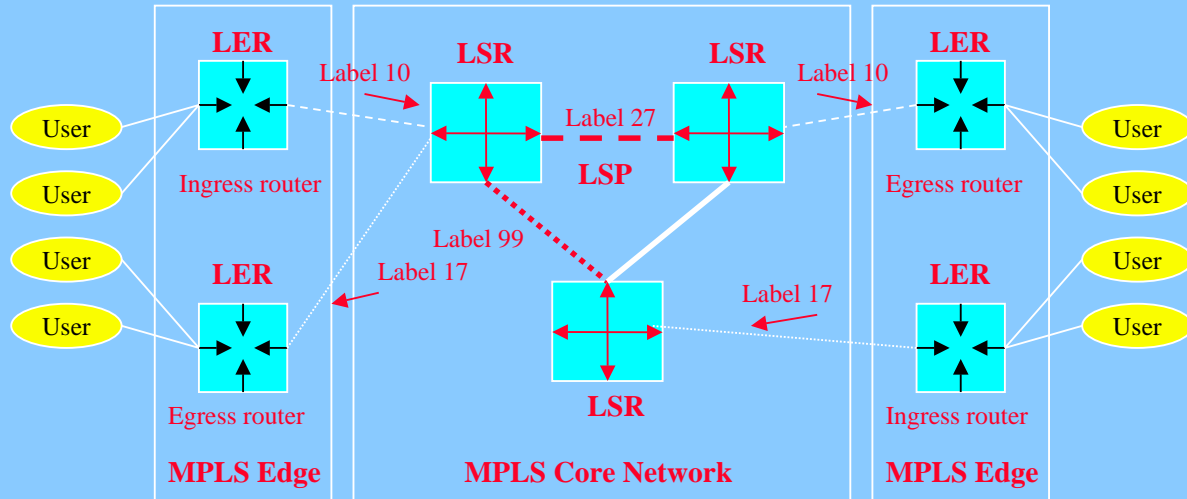 LER
LSR
LSR
LER
Label 10
Label 10
User
Label 27
User
LSP
User
Ingress router
Egress router
User
Label 99
User
LER
Label 17
LER
Label 17
User
User
User
LSR
Egress router
Ingress router
MPLS Edge
MPLS Core Network
MPLS Edge